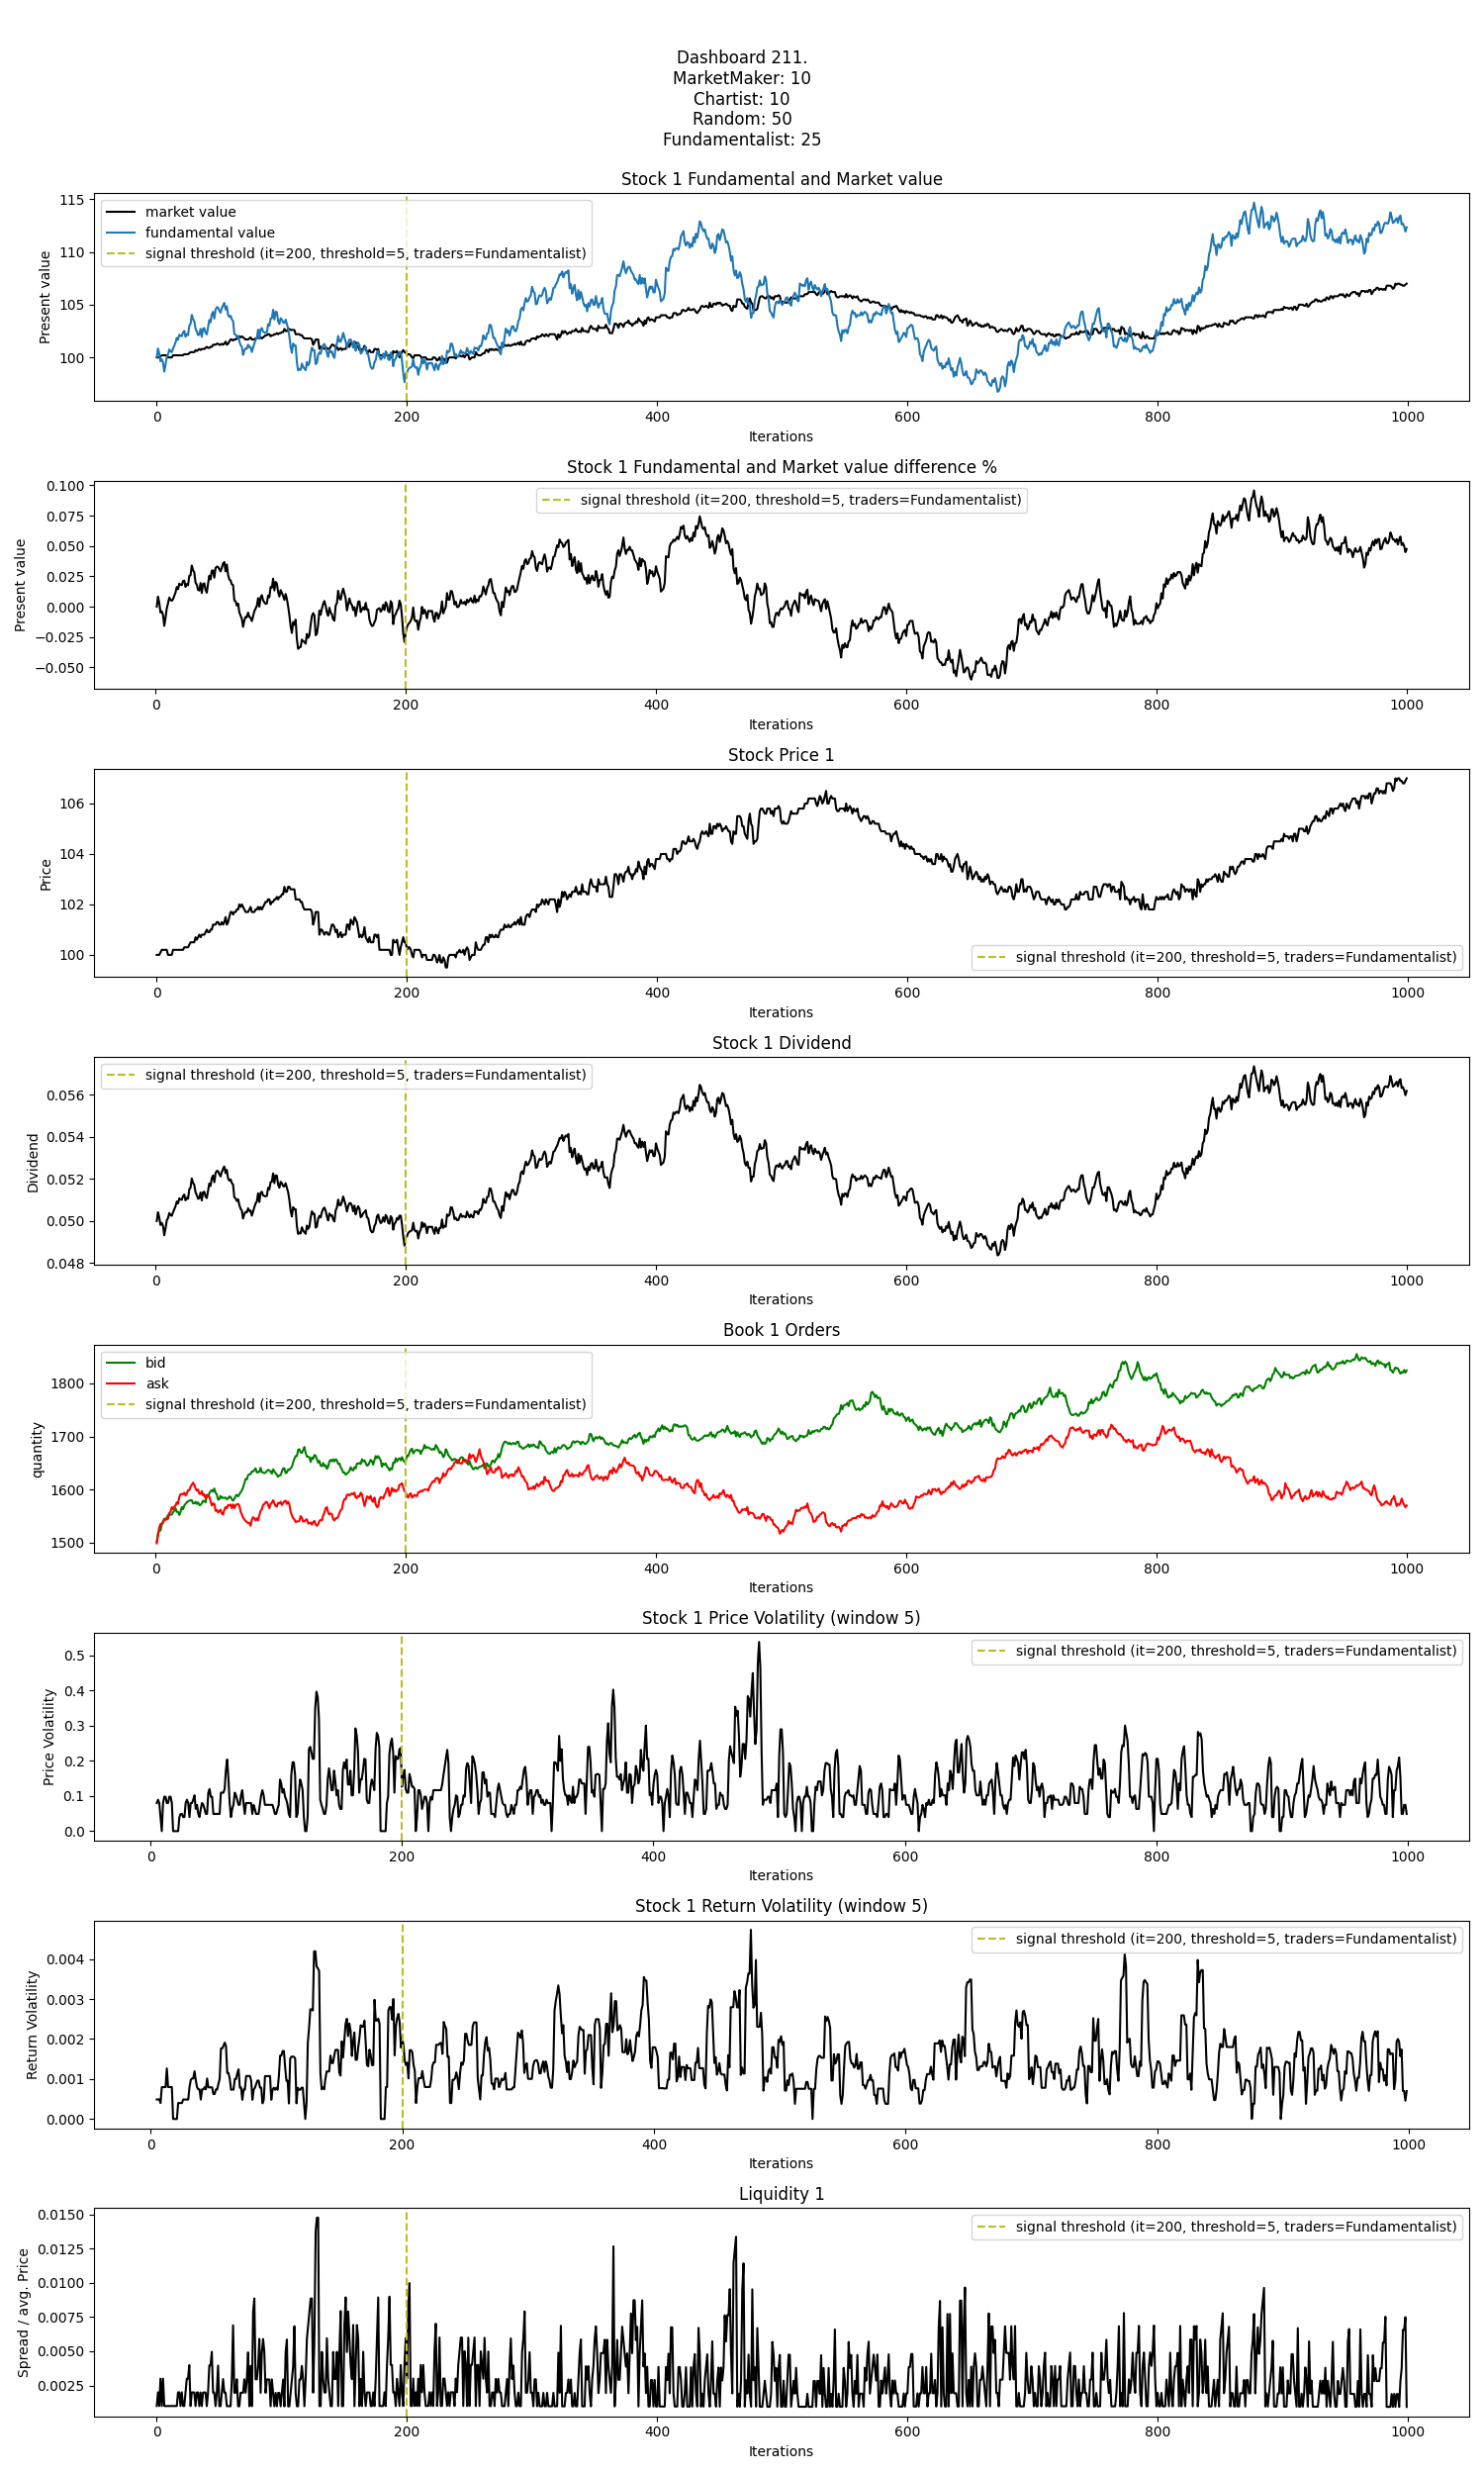 Dashboard 211.
MarketMaker: 10
Chartist: 10
Random: 50
Fundamentalist: 25
Stock 1 Fundamental and Market value
market value
fundamental value
signal threshold (it=200, threshold=5, traders=Fundamentalist)
Present value
115
110
105
100
0 200 400 600 800 1000
Iterations
Stock 1 Fundamental and Market value difference %
signal threshold (it=200, threshold=5, traders=Fundamentalist)
Present value
0.100
0.075
0.050
0.025
0.000
−0.025
−0.050
0 200 400 600 800 1000
Iterations
Stock Price 1
Price
106
104
102
100
signal threshold (it=200, threshold=5, traders=Fundamentalist)
0 200 400 600 800 1000
Iterations
Stock 1 Dividend
signal threshold (it=200, threshold=5, traders=Fundamentalist)
Dividend
0.056
0.054
0.052
0.050
0.048
0 200 400 600 800 1000
Iterations
Book 1 Orders
bid
ask
signal threshold (it=200, threshold=5, traders=Fundamentalist)
quantity
1800
1700
1600
1500
0 200 400 600 800 1000
Iterations
Stock 1 Price Volatility (window 5)
signal threshold (it=200, threshold=5, traders=Fundamentalist)
Price Volatility
0.5
0.4
0.3
0.2
0.1
0.0
0 200 400 600 800 1000
Iterations
Stock 1 Return Volatility (window 5)
signal threshold (it=200, threshold=5, traders=Fundamentalist)
Return Volatility
0.004
0.003
0.002
0.001
0.000
0 200 400 600 800 1000
Iterations
Liquidity 1
signal threshold (it=200, threshold=5, traders=Fundamentalist)
Spread / avg. Price
0.0150
0.0125
0.0100
0.0075
0.0050
0.0025
0 200 400 600 800 1000
Iterations